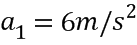 a₁ = 6m/s²